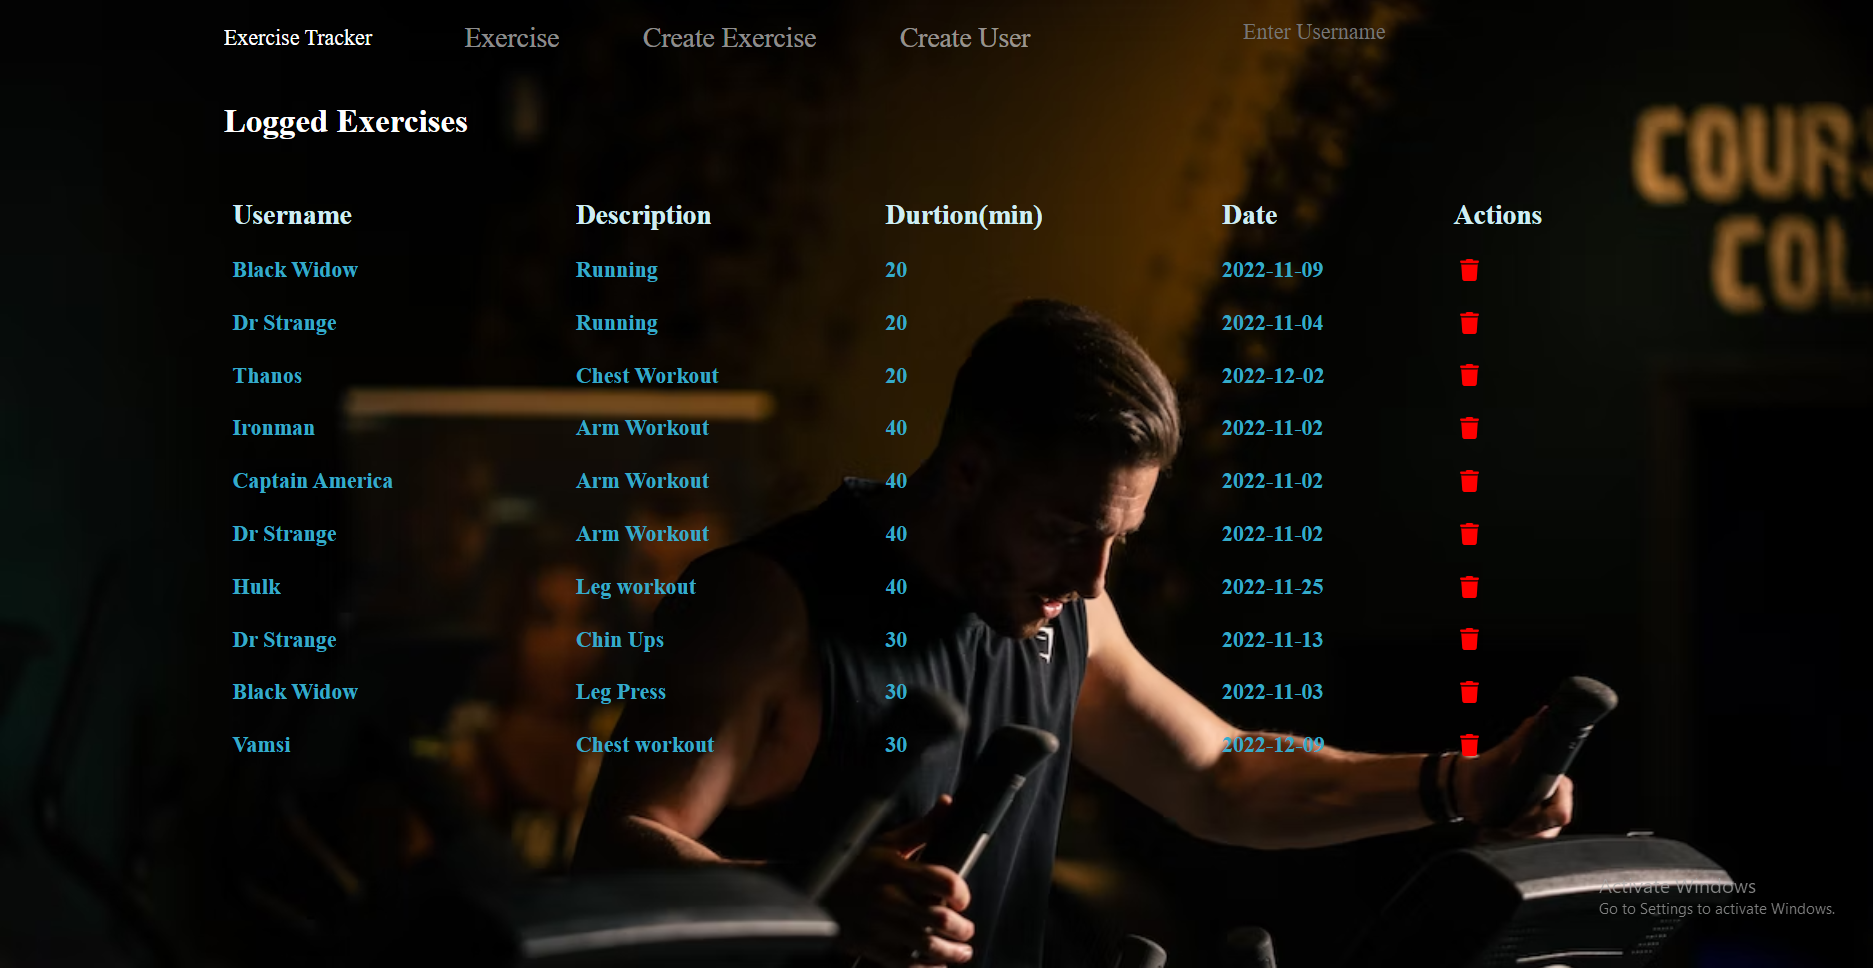 Exercise Tracker Exercise Create Exercise Create User Enter Username
Logged Exercises
Username Description Durtion(min) Date Actions
Black Widow Running 20 2022-11-09
Dr Strange Running 20 2022-11-04
Thanos Chest Workout 20 2022-12-02
Ironman Arm Workout 40 2022-11-02
Captain America Arm Workout 40 2022-11-02
Dr Strange Arm Workout 40 2022-11-02
Hulk Leg workout 40 2022-11-25
Dr Strange Chin Ups 30 2022-11-13
Black Widow Leg Press 30 2022-11-03
Vamsi Chest workout 30 2022-12-09
Activate Windows
Go to Settings to activate Windows.